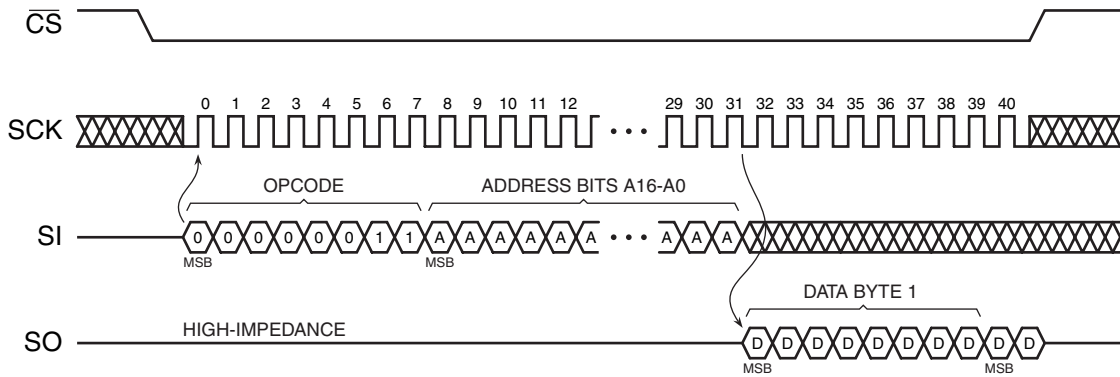 CS
0 1 2 3 4 5 6 7 8 9 10 11 12 29 30 31 32 33 34 35 36 37 38 39 40
SCK
OPCODE ADDRESS BITS A16-A0
SI 0 0 0 0 0 0 1 1 A A A A A A A A A
MSB MSB
DATA BYTE 1
HIGH-IMPEDANCE
SO D D D D D D D D D D
MSB MSB